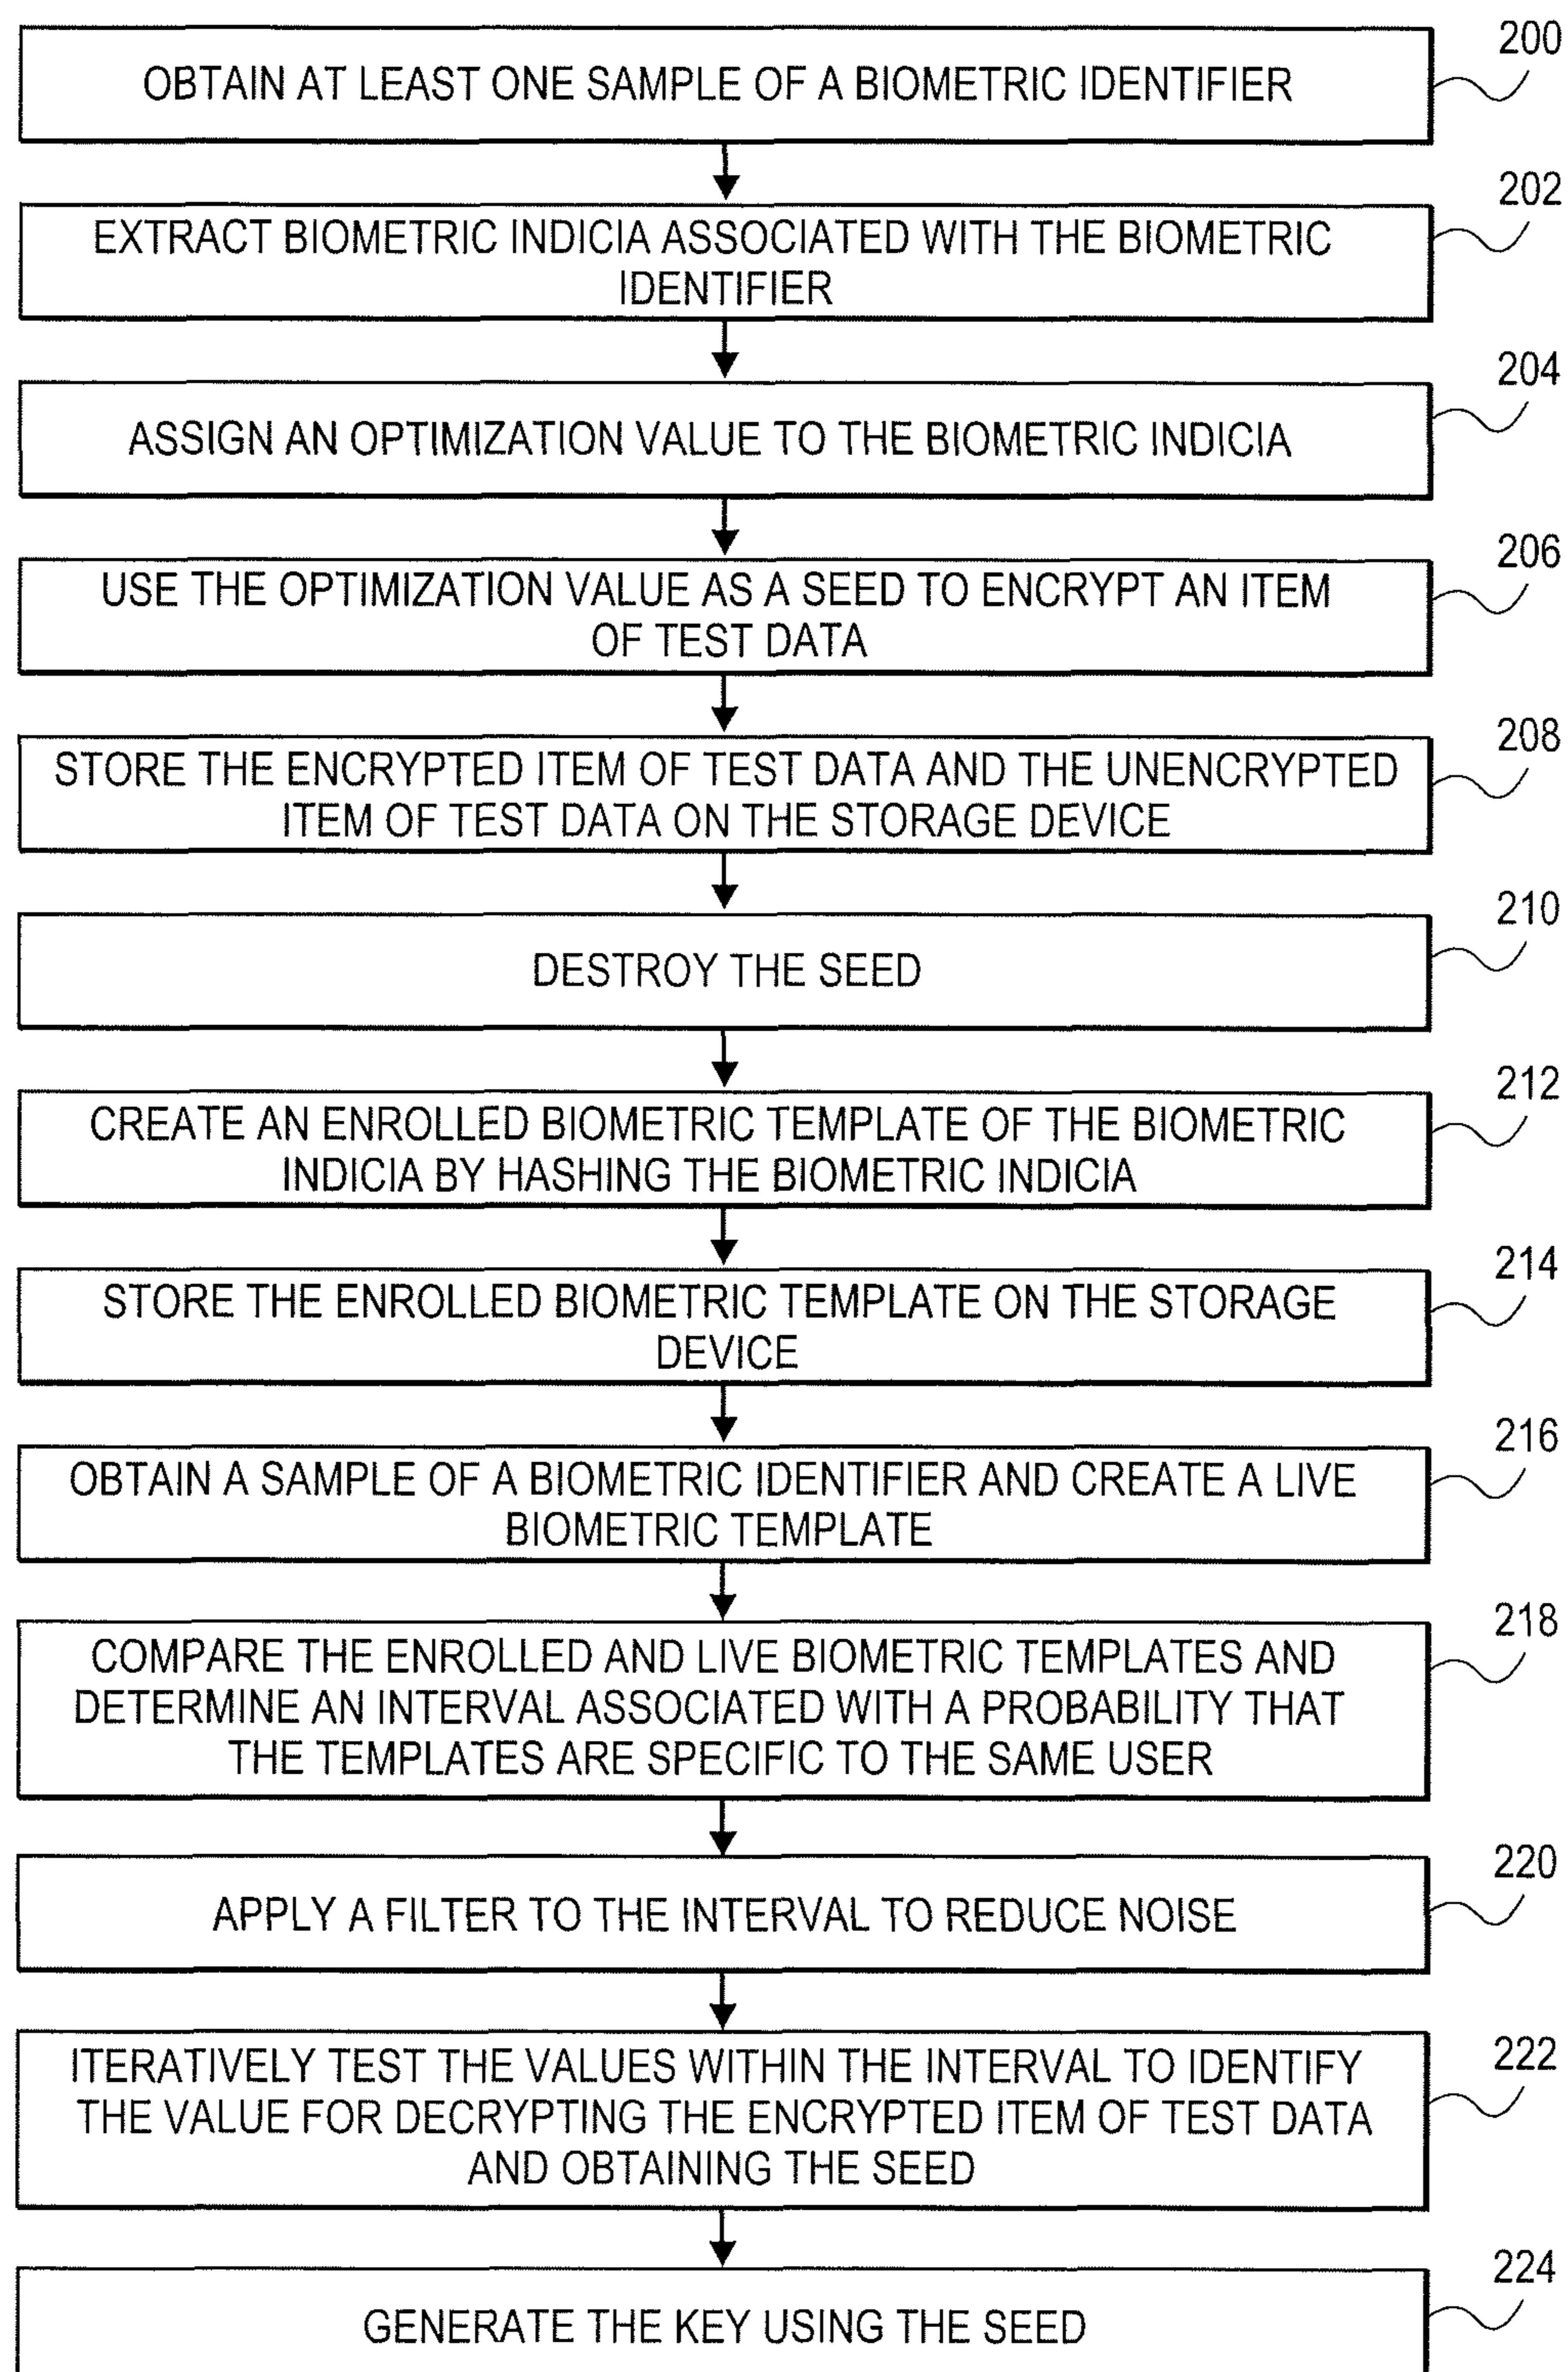 200
OBTAIN AT LEAST ONE SAMPLE OF A BIOMETRIC IDENTIFIER
202
EXTRACT BIOMETRIC INDICIA ASSOCIATED WITH THE BIOMETRIC
IDENTIFIER
204
ASSIGN AN OPTIMIZATION VALUE TO THE BIOMETRIC INDICIA
206
USE THE OPTIMIZATION VALUE AS A SEED TO ENCRYPT AN ITEM
OF TEST DATA
208
STORE THE ENCRYPTED ITEM OF TEST DATA AND THE UNENCRYPTED
ITEM OF TEST DATA ON THE STORAGE DEVICE
210
DESTROY THE SEED
212
CREATE AN ENROLLED BIOMETRIC TEMPLATE OF THE BIOMETRIC
INDICIA BY HASHING THE BIOMETRIC INDICIA
214
STORE THE ENROLLED BIOMETRIC TEMPLATE ON THE STORAGE
DEVICE
216
OBTAIN A SAMPLE OF A BIOMETRIC IDENTIFIER AND CREATE A LIVE
BIOMETRIC TEMPLATE
218
COMPARE THE ENROLLED AND LIVE BIOMETRIC TEMPLATES AND
DETERMINE AN INTERVAL ASSOCIATED WITH A PROBABILITY THAT
THE TEMPLATES ARE SPECIFIC TO THE SAME USER
220
APPLY A FILTER TO THE INTERVAL TO REDUCE NOISE
222
ITERATIVELY TEST THE VALUES WITHIN THE INTERVAL TO IDENTIFY
THE VALUE FOR DECRYPTING THE ENCRYPTED ITEM OF TEST DATA
AND OBTAINING THE SEED
224
GENERATE THE KEY USING THE SEED